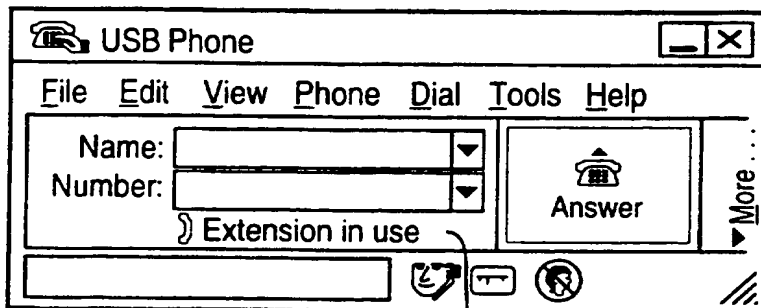 USB Phone
File Edit View Phone Dial Tools Help
Name:
Number:
Extension in use
Answer
More...